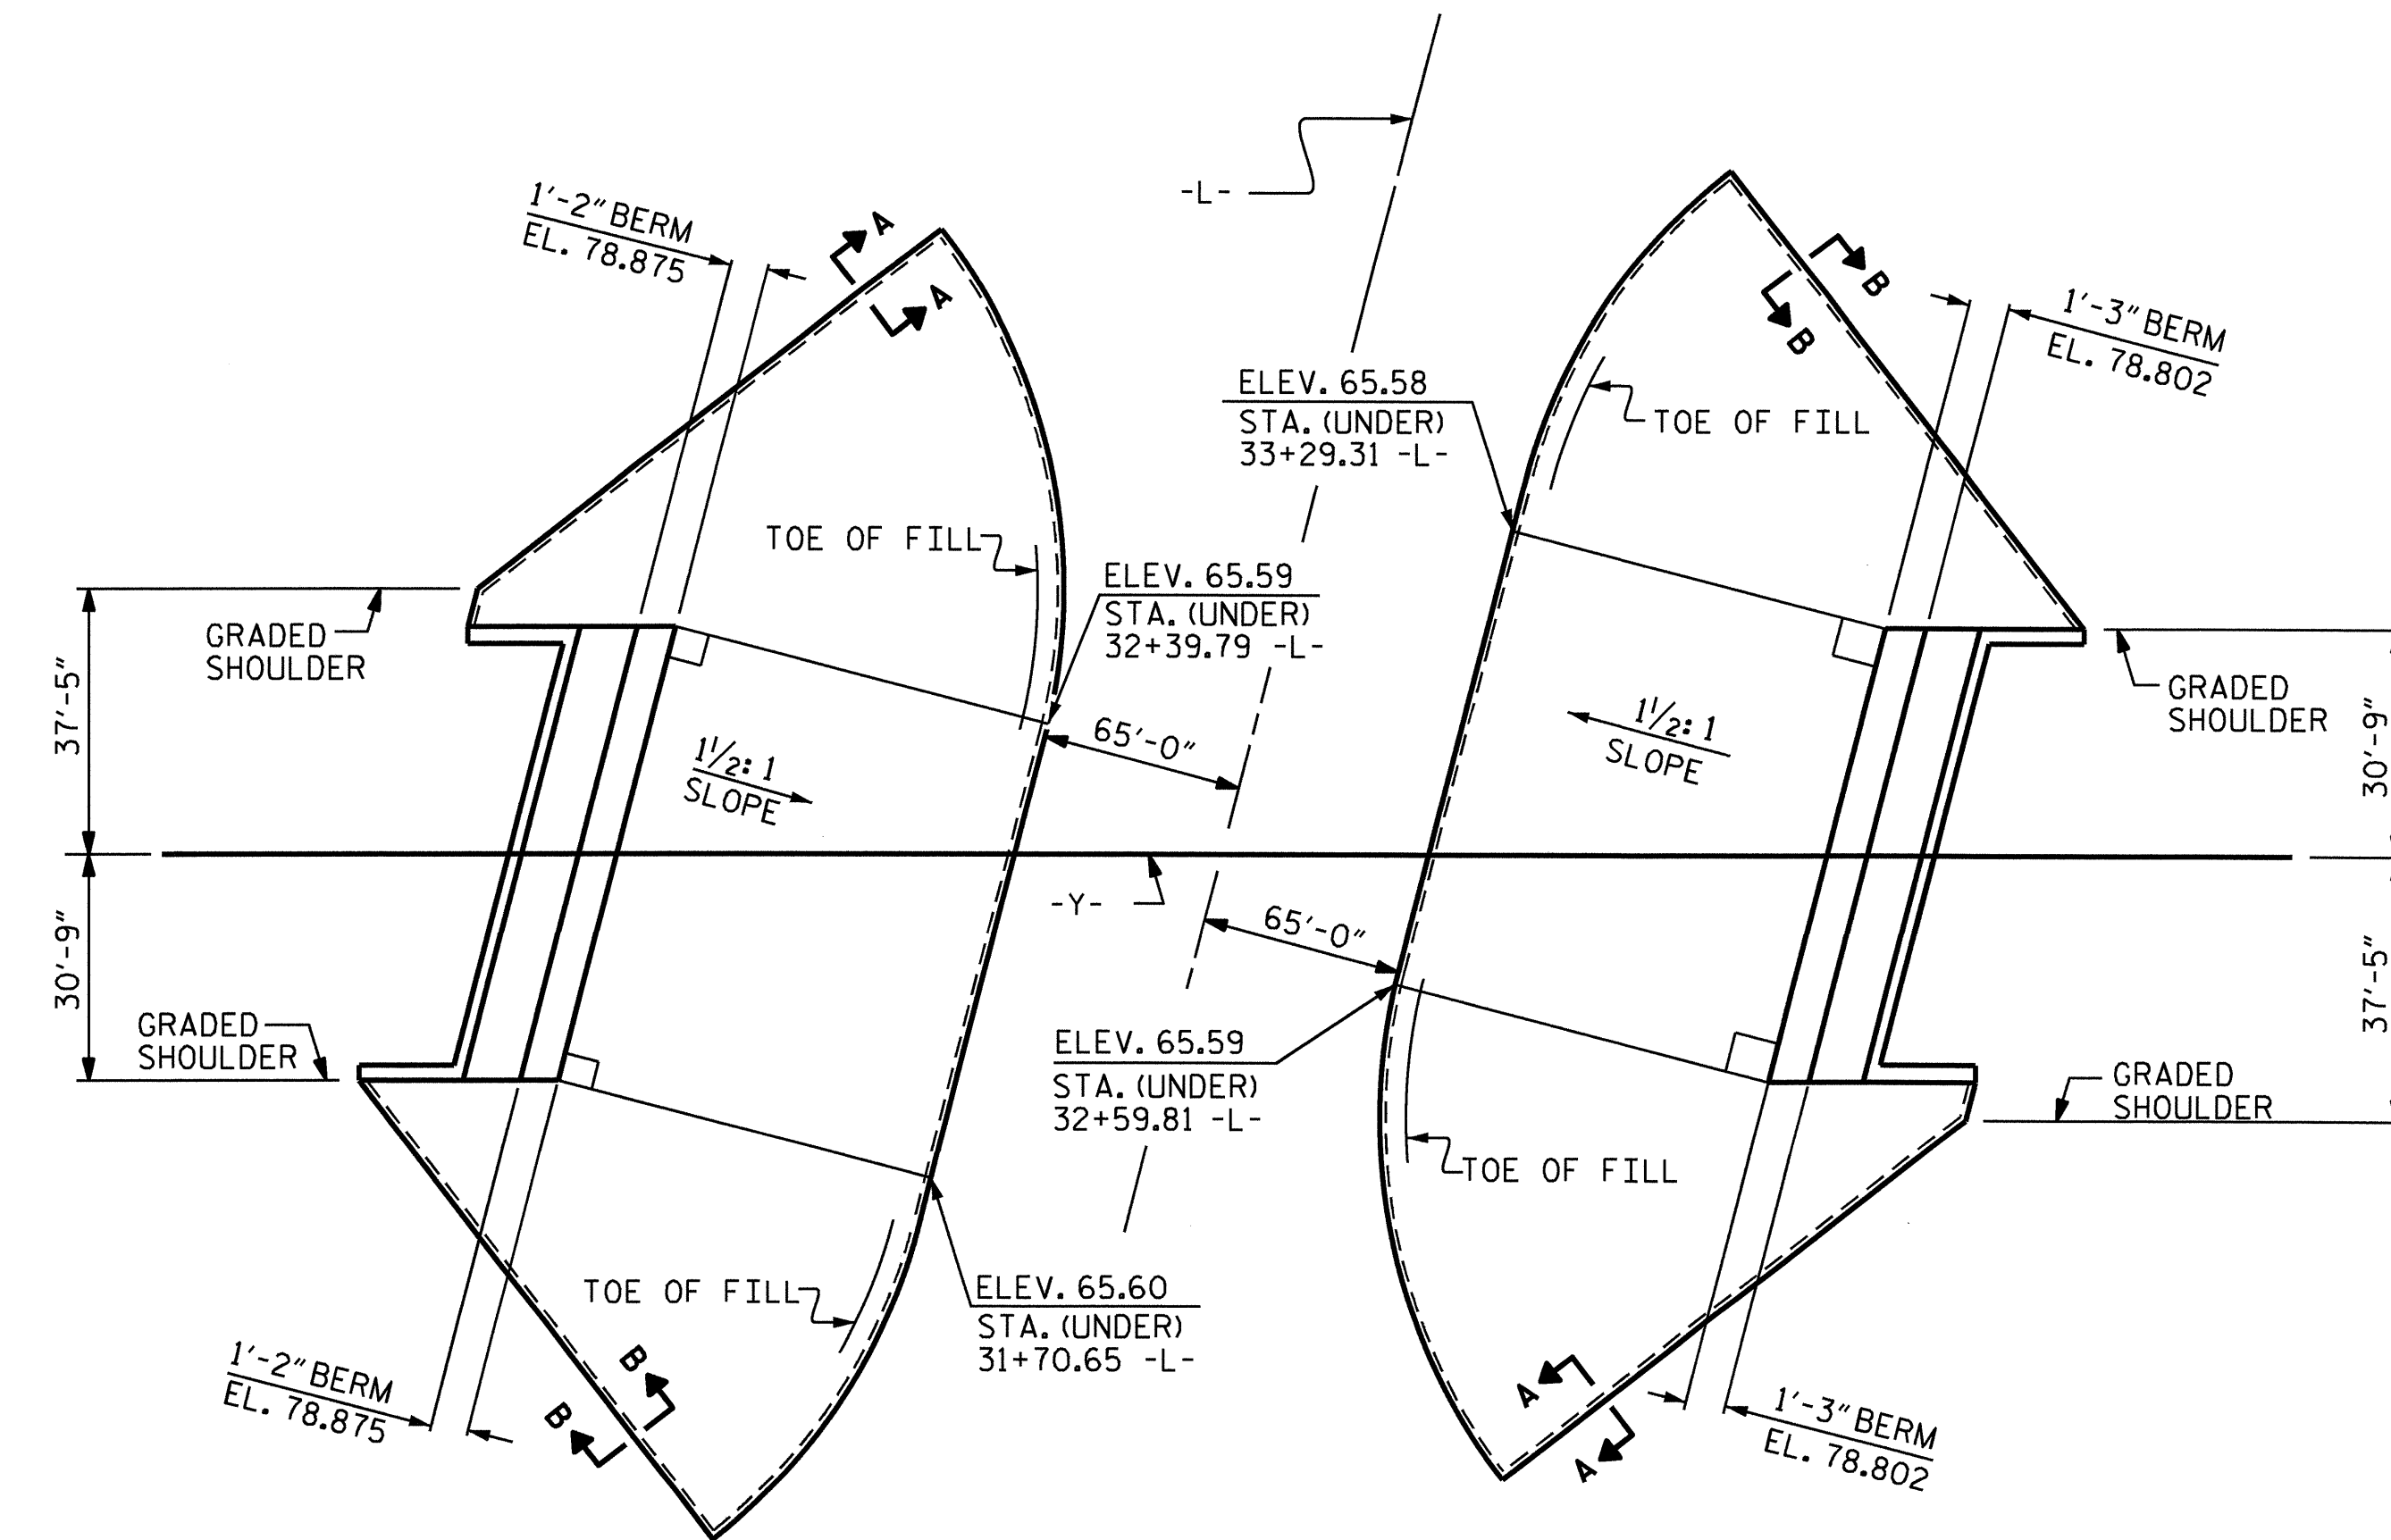 -L-
1'-2" BERM
EL. 78.875
A
A
B
B
1'-3" BERM
EL. 78.802
ELEV. 65.58
STA. (UNDER)
33+29.31 -L-
TOE OF FILL
TOE OF FILL
ELEV. 65.59
STA. (UNDER)
32+39.79 -L-
GRADED
SHOULDER
37'-5"
GRADED
SHOULDER
30'-9"
65'-0"
1 1/2:1
SLOPE
1 1/2:1
SLOPE
-Y-
65'-0"
30'-9"
GRADED
SHOULDER
37'-5"
GRADED
SHOULDER
ELEV. 65.59
STA. (UNDER)
32+59.81 -L-
TOE OF FILL
TOE OF FILL
ELEV. 65.60
STA. (UNDER)
31+70.65 -L-
1'-2" BERM
EL. 78.875
B
B
A
A
1'-3" BERM
EL. 78.802